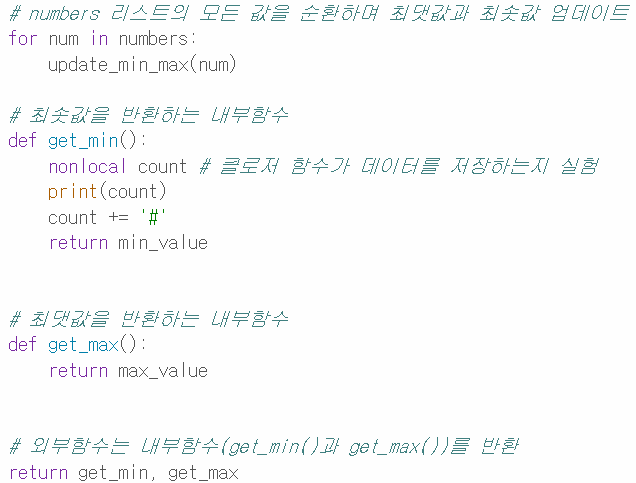 # numbers 리스트의 모든 값을 순환하며 최댓값과 최솟값 업데이트
for num in numbers:
    update_min_max(num)

# 최솟값을 반환하는 내부함수
def get_min():
    nonlocal count # 클로저 함수가 데이터를 저장하는지 실험
    print(count)
    count += '#'
    return min_value

# 최댓값을 반환하는 내부함수
def get_max():
    return max_value

# 외부함수는 내부함수(get_min()과 get_max())를 반환
return get_min, get_max